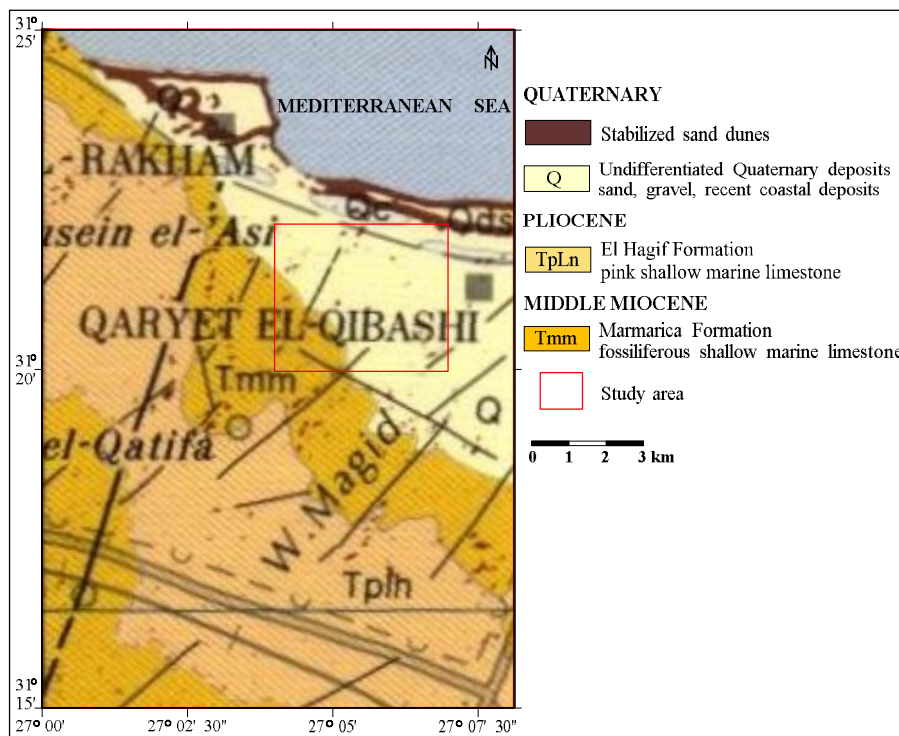 31°
25'
N
MEDITERRANEAN SEA
Q
L-RAKHAM
Qc
Qds
usein el-'Asi
QARYET EL-QIBASHI
Tmm
31°
20'
Q
el-Qatifa
W.Magid
Tplh
31°
15'
27° 00'
27° 02' 30"
27° 05'
27° 07' 30"
QUATERNARY
Stabilized sand dunes
Q
Undifferentiated Quaternary deposits
sand, gravel, recent coastal deposits
PLIOCENE
TpLn
El Hagif Formation
pink shallow marine limestone
MIDDLE MIOCENE
Tmm
Marmarica Formation
fossiliferous shallow marine limestone
Study area
0 1 2 3 km